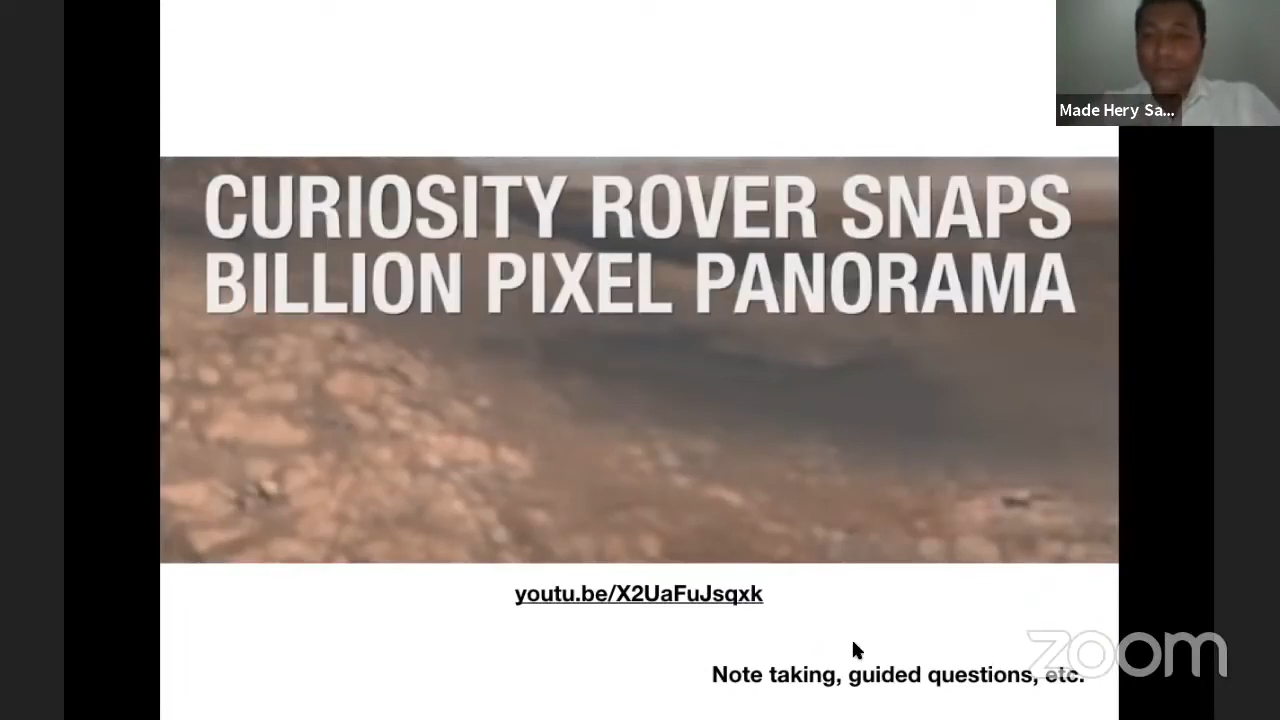 Made Hery Sa...
CURIOSITY ROVER SNAPS
BILLION PIXEL PANORAMA
youtu.be/X2UaFuJsqxk
zoom
Note taking, guided questions, etc.